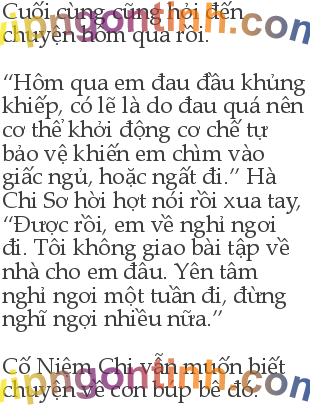 Cuối cùng cũng hỏi đến
chuyện hôm qua rồi.
“Hôm qua em đau đầu khủng
khiếp, có lẽ là do đau quá nên
cơ thể khởi động cơ chế tự
bảo vệ khiến em chìm vào
giấc ngủ, hoặc ngất đi.” Hà
Chi Sơ hời hợt nói rồi xua tay,
“Được rồi, em về nghỉ ngơi
đi. Tôi không giao bài tập về
nhà cho em đâu. Yên tâm
nghỉ ngơi một tuần đi, đừng
nghĩ ngợi nhiều nữa.”
Cố Niệm Chi vẫn muốn biết
chuyện về con búp bê đó.
vipngontinh.com
vipngontinh.com